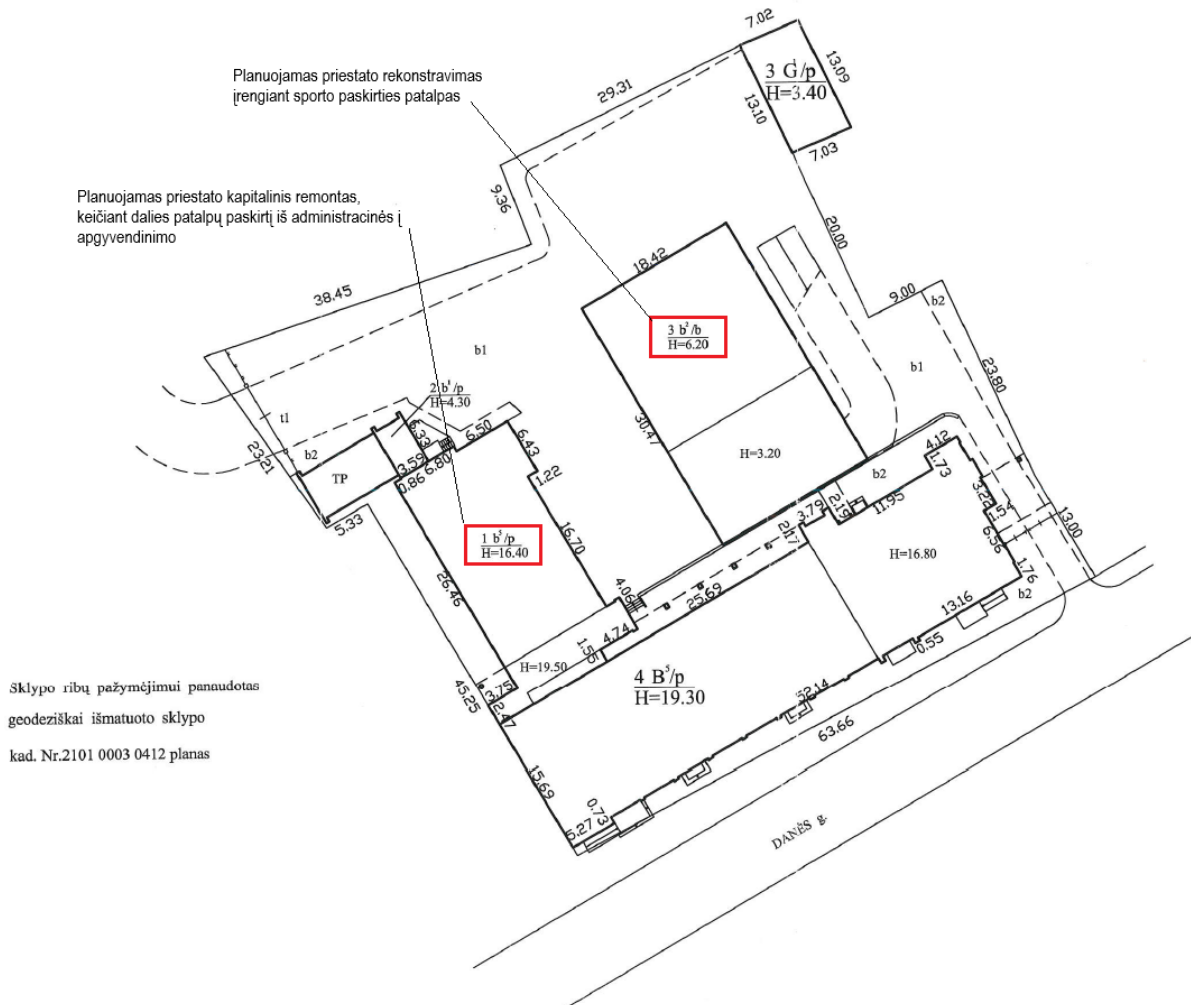 7.02
3 G¹/p
H=3.40
13.09
13.10
7.03
Planuojamas priestato rekonstravimas
įrengiant sporto paskirties patalpas
29.31
Planuojamas priestato kapitalinis remontas,
keičiant dalies patalpų paskirtį iš administracinės į
apgyvendinimo
9.36
20.00
18.42
38.45
9.00
b2
3 b²/b
H=6.20
b1
b1
23.80
2 b¹/p
H=4.30
t1
6.33
6.50
6.43
30.47
23.21
b2
3.59
6.80
0.86
TP
1.22
H=3.20
4.12
1.73
b2
5.33
3.22
1.54
11.95
2.19
3.79
2.17
13.00
6.56
1 b⁵/p
H=16.40
16.70
H=16.80
26.46
1.76
4.06
25.69
b2
13.16
4.74
1.55
0.55
H=19.50
4 B⁵/p
H=19.30
3.75
2.47
45.25
52.14
63.66
Sklypo ribų pažymėjimui panaudotas
geodeziškai išmatuoto sklypo
kad. Nr.2101 0003 0412 planas
15.69
0.73
5.27
DANĖS g.